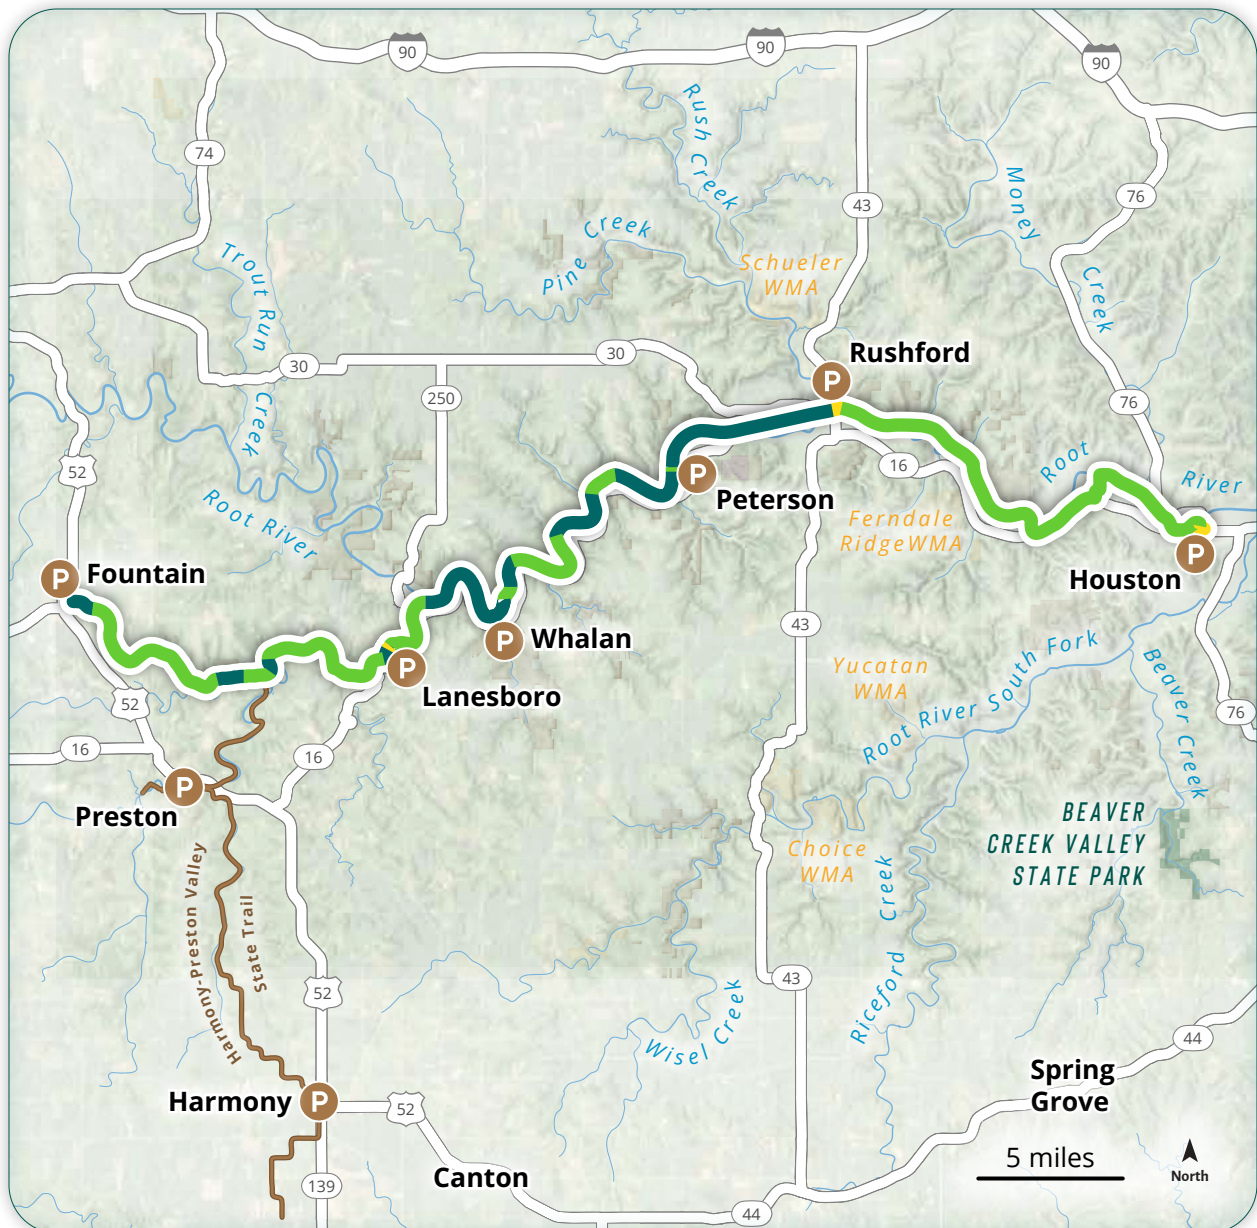 90
90
90
74
Rush Creek
Money
Creek
76
43
Pine Creek
Schueler
WMA
Trout Run
Creek
30
30
Rushford
P
250
76
52
Root River
16
Root
River
P
Peterson
Ferndale
RidgeWMA
P
Fountain
P
Houston
43
P
Whalan
P
Lanesboro
Yucatan
WMA
Root River South Fork
Beaver Creek
52
76
16
16
P
Preston
BEAVER
CREEK VALLEY
STATE PARK
Choice
WMA
Harmony-Preston Valley
State Trail
Riceford Creek
52
43
Wisel Creek
44
Spring
Grove
Harmony
P
52
5 miles
North
Canton
139
44